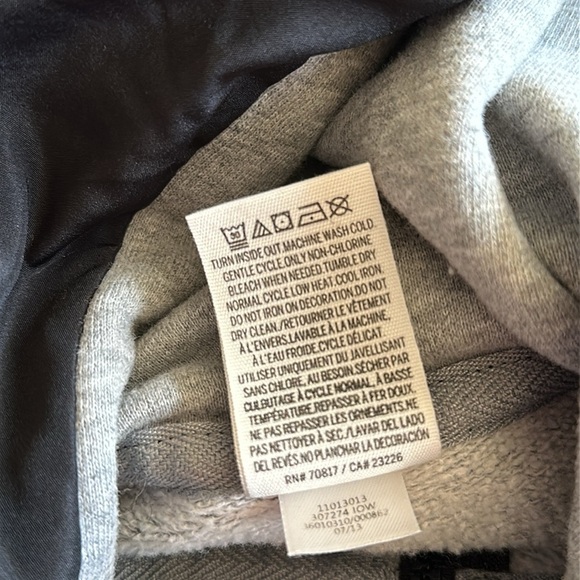 30
TURN INSIDE OUT.MACHINE WASH COLD
GENTLE CYCLE.ONLY NON-CHLORINE
BLEACH WHEN NEEDED.TUMBLE DRY
NORMAL CYCLE LOW HEAT.COOL IRON.
DO NOT IRON ON DECORATION.DO NOT
DRY CLEAN./RETOURNER LE VÊTEMENT
À L'ENVERS.LAVABLE À LA MACHINE,
À L'EAU FROIDE.CYCLE DÉLICAT.
UTILISER UNIQUEMENT DU JAVELLISANT
SANS CHLORE, AU BESOIN.SÉCHER PAR
CULBUTAGE À CYCLE NORMAL, À BASSE
TEMPÉRATURE.REPASSER À FER DOUX.
NE PAS REPASSER LES ORNEMENTS.NE
PAS NETTOYER À SEC./LAVAR DEL LADO
DEL REVÉS.NO PLANCHAR LA DECORACIÓN
RN# 70817 / CA# 23226
11013013
307274 IOW
36010310/000862
07/13